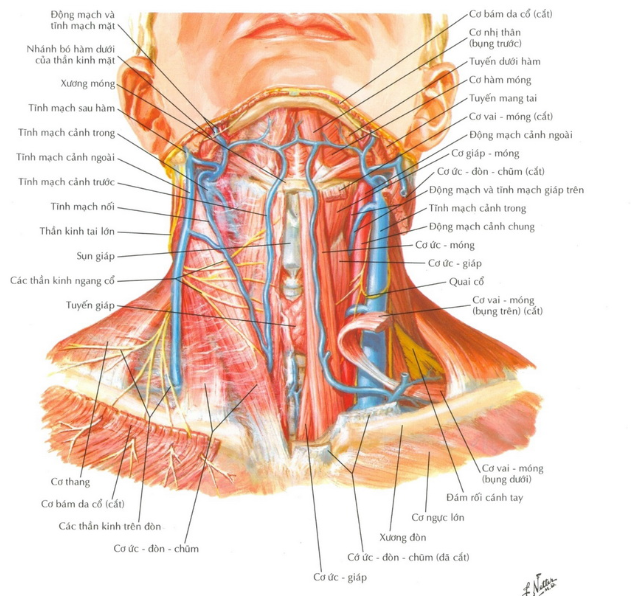 Động mạch và
tĩnh mạch mặt
Nhánh bờ hàm dưới
của thần kinh mặt
Xương móng
Tĩnh mạch sau hàm
Tĩnh mạch cảnh trong
Tĩnh mạch cảnh ngoài
Tĩnh mạch cảnh trước
Tĩnh mạch nối
Thần kinh tai lớn
Sụn giáp
Các thần kinh ngang cổ
Tuyến giáp
Cơ thang
Cơ bám da cổ (cắt)
Các thần kinh trên đòn
Cơ ức - đòn - chũm
Cơ bám da cổ (cắt)
Cơ nhị thân
(bụng trước)
Tuyến dưới hàm
Cơ hàm móng
Tuyến mang tai
Cơ vai - móng (cắt)
Động mạch cảnh ngoài
Cơ giáp - móng
Cơ ức - đòn - chũm (cắt)
Động mạch và tĩnh mạch giáp trên
Tĩnh mạch cảnh trong
Động mạch cảnh chung
Cơ ức - móng
Cơ ức - giáp
Quai cổ
Cơ vai - móng
(bụng trên) (cắt)
Cơ vai - móng
(bụng dưới)
Đám rối cánh tay
Cơ ngực lớn
Xương đòn
Cớ ức - đòn - chũm (đã cắt)
Cơ ức - giáp
F. Netter
M.D.